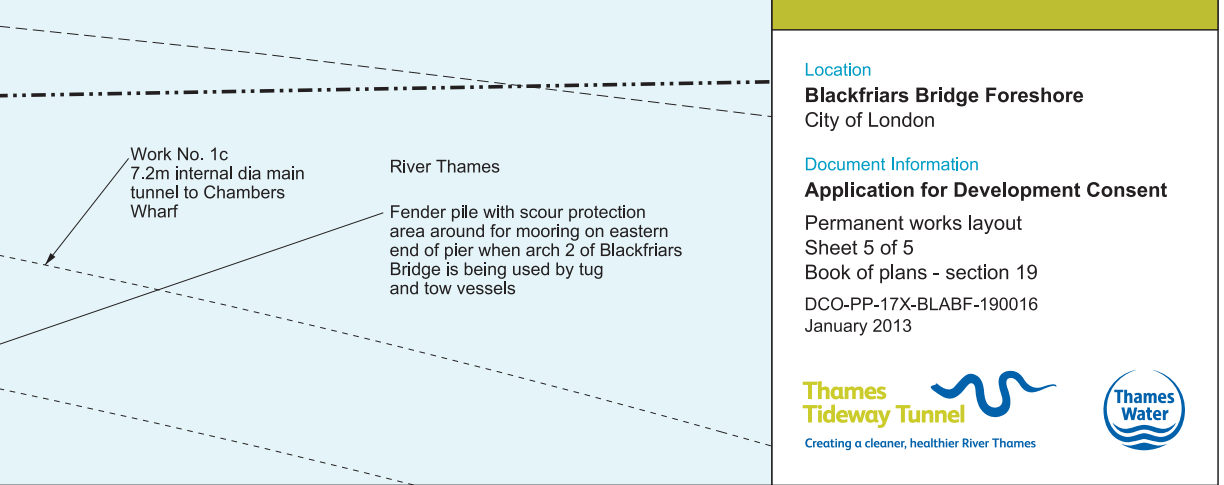 Work No. 1c
7.2m internal dia main
tunnel to Chambers
Wharf
River Thames
Fender pile with scour protection
area around for mooring on eastern
end of pier when arch 2 of Blackfriars
Bridge is being used by tug
and tow vessels
Location
Blackfriars Bridge Foreshore
City of London
Document Information
Application for Development Consent
Permanent works layout
Sheet 5 of 5
Book of plans - section 19
DCO-PP-17X-BLABF-190016
January 2013
Thames
Tideway Tunnel
Creating a cleaner, healthier River Thames
Thames
Water